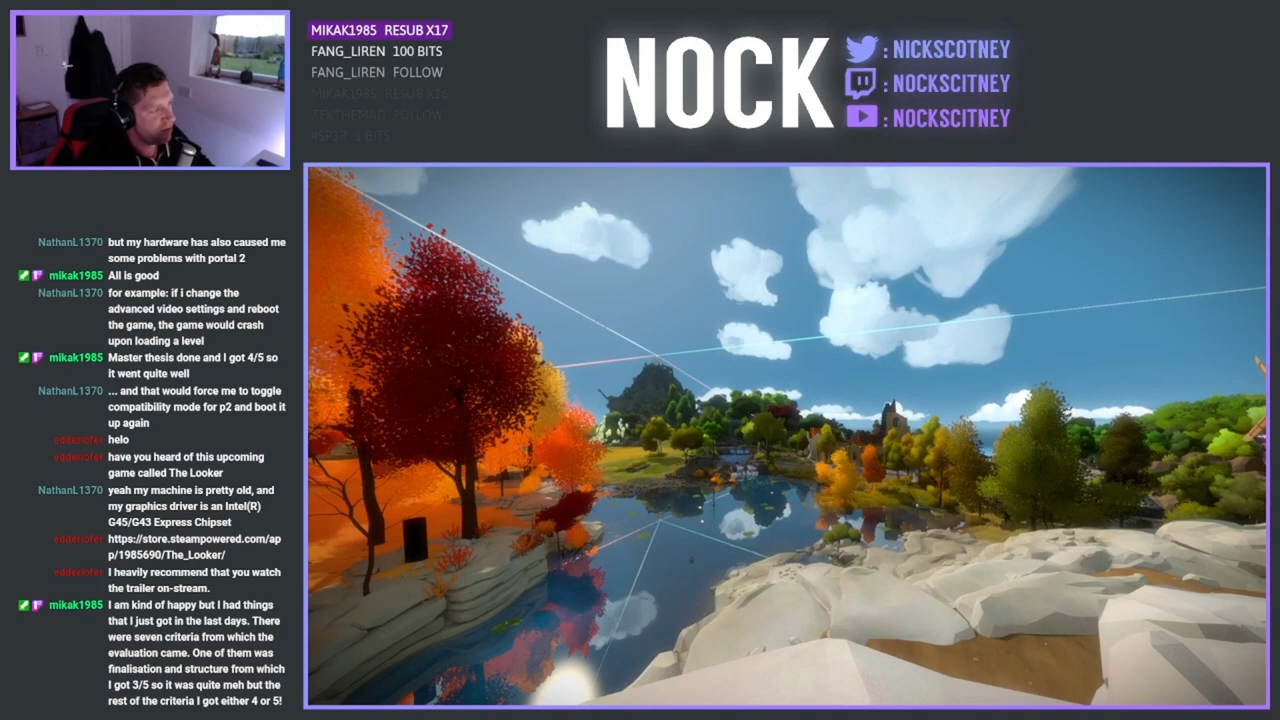 MIKAK1985 RESUB X17
FANG_LIREN 100 BITS
FANG_LIREN FOLLOW
MIKAK1985 RESUB X16
ZEKTHEMAD FOLLOW
4SP3R 1 BITS
NOCK
: NICKSCOTNEY
: NOCKSCITNEY
: NOCKSCITNEY
NathanL1370 but my hardware has also caused me
some problems with portal 2
mikak1985 All is good
NathanL1370 for example: if i change the
advanced video settings and reboot
the game, the game would crash
upon loading a level
mikak1985 Master thesis done and I got 4/5 so
it went quite well
NathanL1370 ... and that would force me to toggle
compatibility mode for p2 and boot it
up again
edderiofer helo
edderiofer have you heard of this upcoming
game called The Looker
NathanL1370 yeah my machine is pretty old, and
my graphics driver is an Intel(R)
G45/G43 Express Chipset
edderiofer https://store.steampowered.com/ap
p/1985690/The_Looker/
edderiofer I heavily recommend that you watch
the trailer on-stream.
mikak1985 I am kind of happy but I had things
that I just got in the last days. There
were seven criteria from which the
evaluation came. One of them was
finalisation and structure from which
I got 3/5 so it was quite meh but the
rest of the criteria I got either 4 or 5!